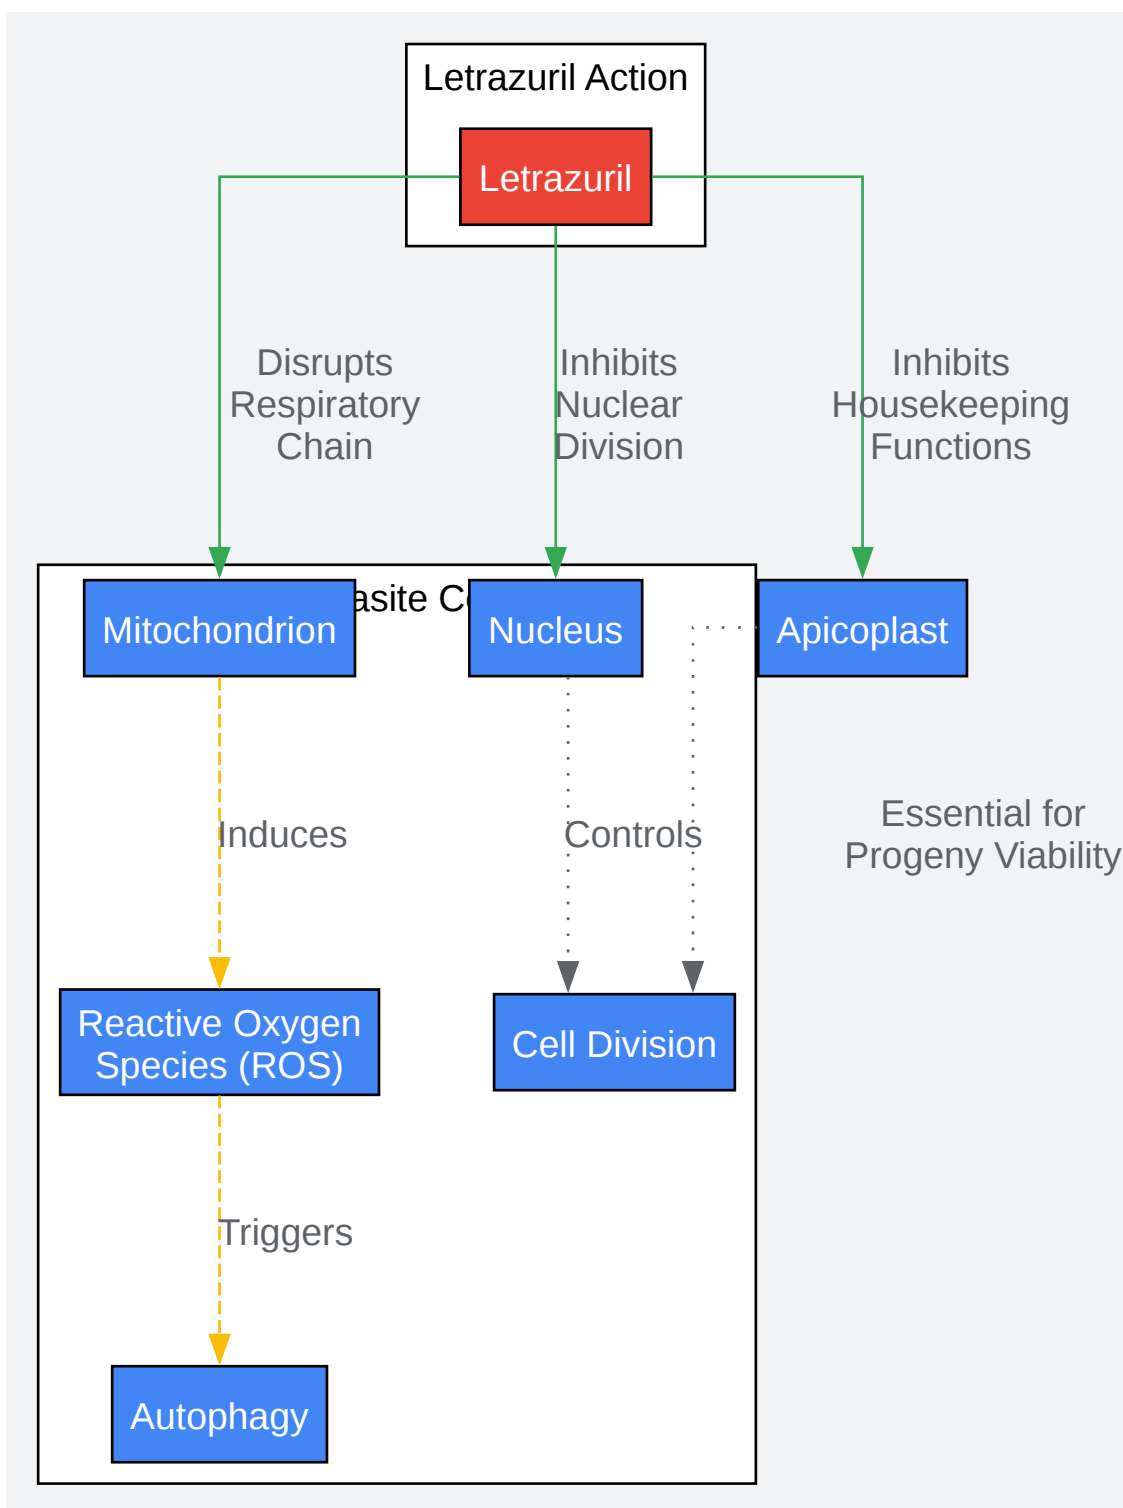 Letrazuril Action
Letrazuril
Disrupts
Respiratory
Chain
Inhibits
Nuclear
Division
Inhibits
Housekeeping
Functions
Mitochondrion
Nucleus
Apicoplast
Induces
Controls
Essential for
Progeny Viability
Reactive Oxygen
Species (ROS)
Cell Division
Triggers
Autophagy